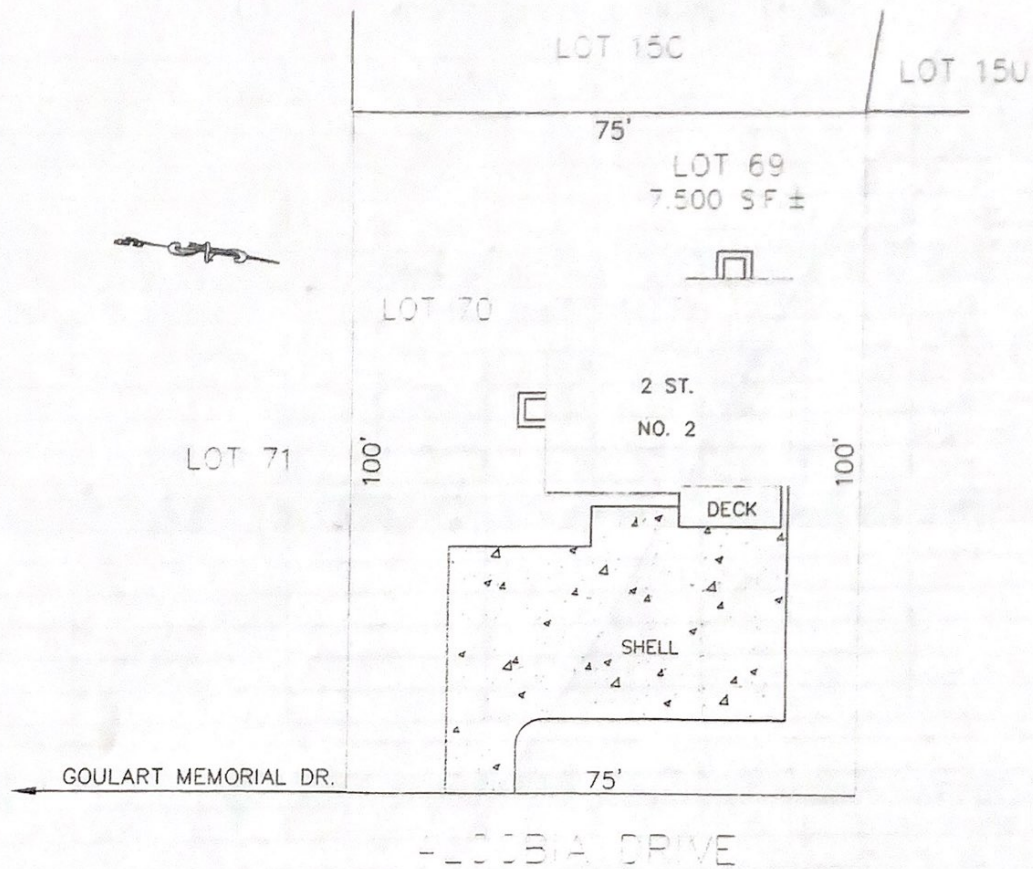 LOT 15C
LOT 15U
75'
LOT 69
7.500 S.F.±
LOT 70
2 ST.
NO. 2
LOT 71
100'
100'
DECK
SHELL
GOULART MEMORIAL DR.
75'
DRIVE